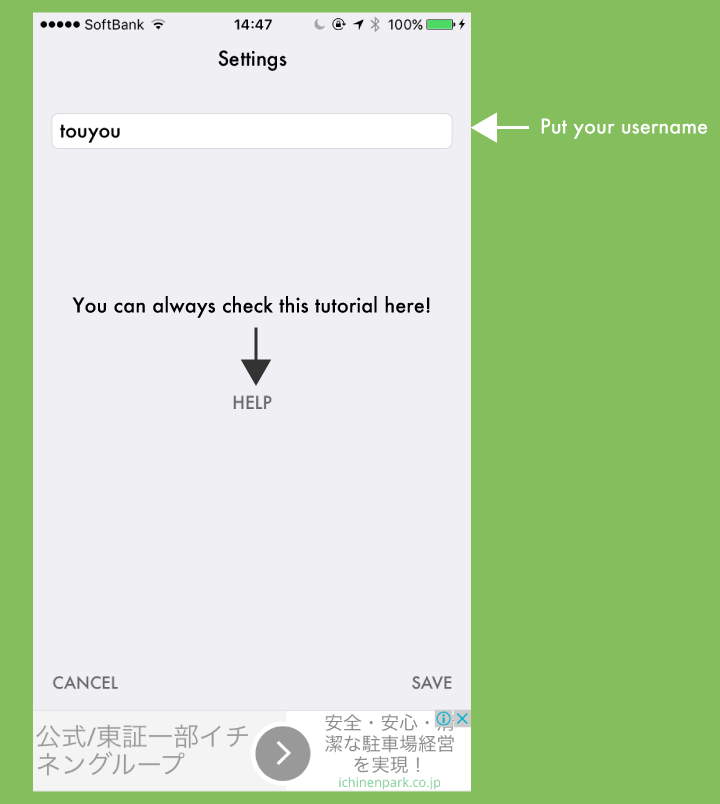 SoftBank 14:47 100%
Settings
touyou
Put your username
You can always check this tutorial here!
HELP
CANCEL SAVE
公式/東証一部イチ
ネングループ
安全・安心・清
潔な駐車場経営
を実現！
ichinenpark.co.jp